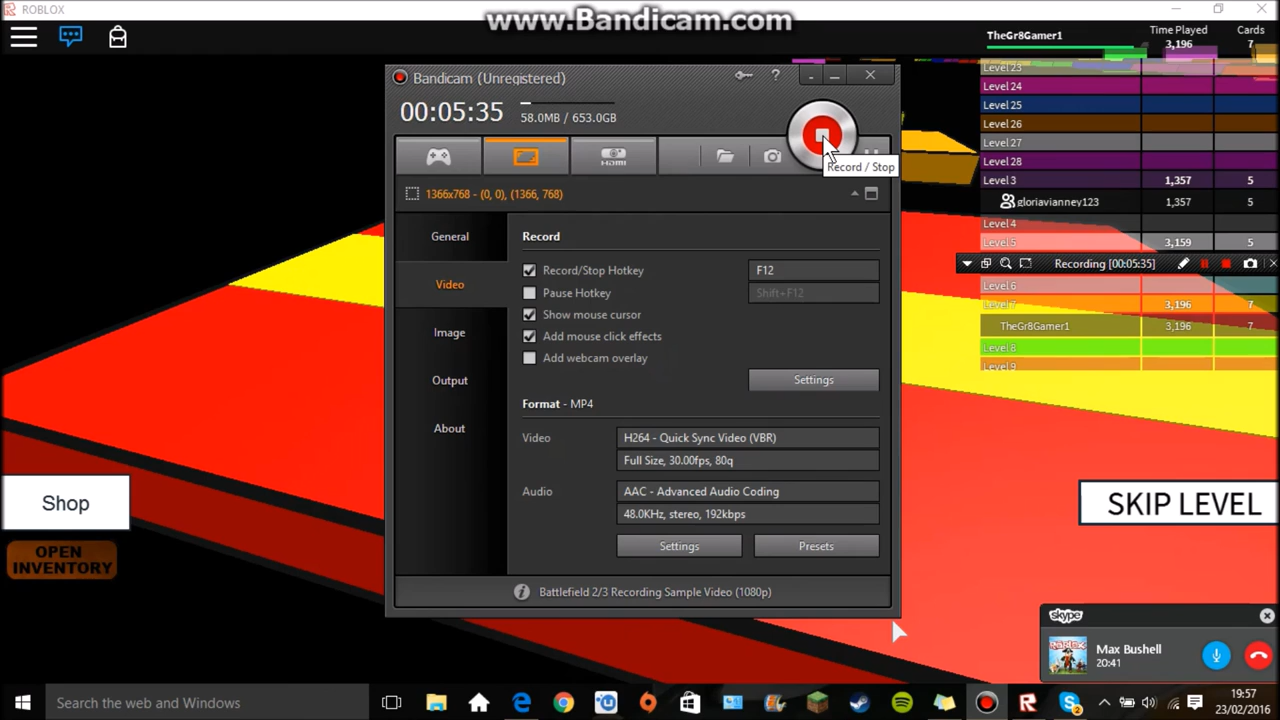 ROBLOX
www.Bandicam.com
TheGr8Gamer1
Time Played
3,196
Cards
7
Level 23
Level 24
Level 25
Level 26
Level 27
Level 28
Level 3 1,357 5
gloriavianney123 1,357 5
Level 4
Level 5 3,159 5
Recording [00:05:35]
Level 6
Level 7 3,196 7
TheGr8Gamer1 3,196 7
Level 8
Level 9
Bandicam (Unregistered)
?
00:05:35
58.0MB / 653.0GB
HDMI
Record / Stop
1366x768 - (0, 0), (1366, 768)
General
Video
Image
Output
About
Record
Record/Stop Hotkey F12
Pause Hotkey Shift+F12
Show mouse cursor
Add mouse click effects
Add webcam overlay
Settings
Format - MP4
Video
H264 - Quick Sync Video (VBR)
Full Size, 30.00fps, 80q
Audio
AAC - Advanced Audio Coding
48.0KHz, stereo, 192kbps
Settings
Presets
Battlefield 2/3 Recording Sample Video (1080p)
Shop
OPEN
INVENTORY
SKIP LEVEL
skype
Max Bushell
20:41
Search the web and Windows
19:57
23/02/2016